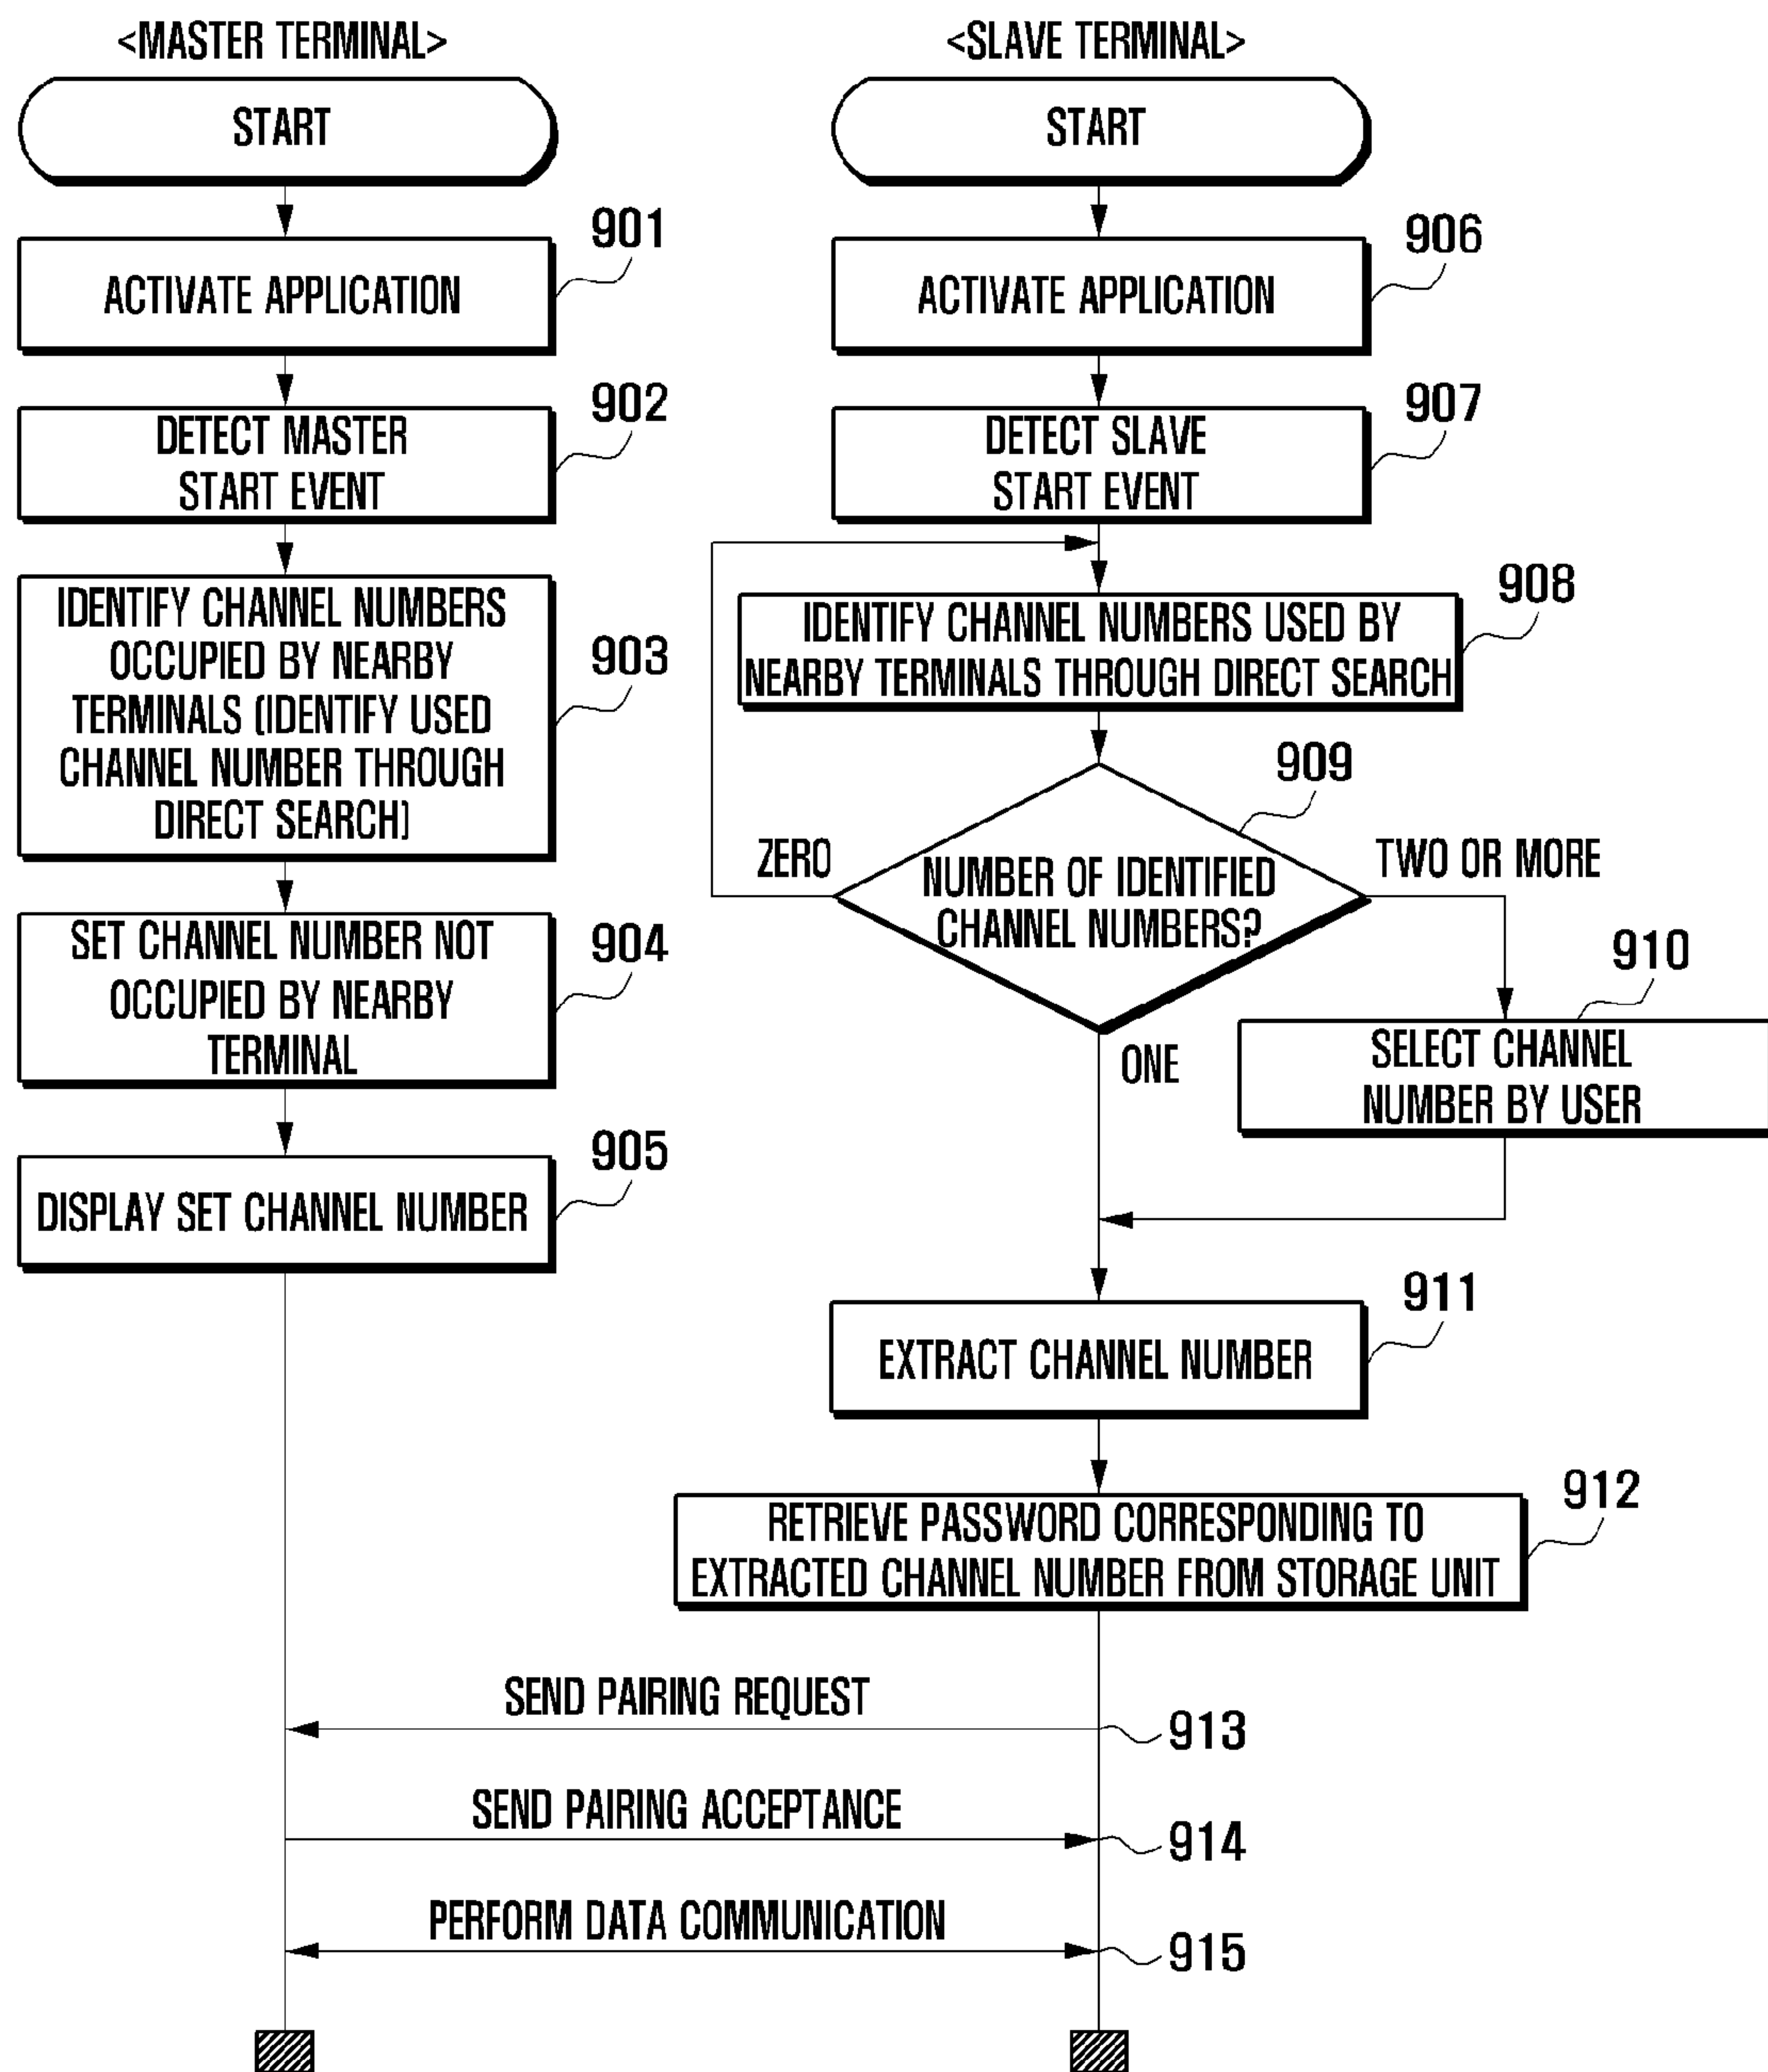 <MASTER TERMINAL>
START
901
ACTIVATE APPLICATION
902
DETECT MASTER
START EVENT
903
IDENTIFY CHANNEL NUMBERS
OCCUPIED BY NEARBY
TERMINALS (IDENTIFY USED
CHANNEL NUMBER THROUGH
DIRECT SEARCH)
904
SET CHANNEL NUMBER NOT
OCCUPIED BY NEARBY
TERMINAL
905
DISPLAY SET CHANNEL NUMBER
<SLAVE TERMINAL>
START
906
ACTIVATE APPLICATION
907
DETECT SLAVE
START EVENT
908
IDENTIFY CHANNEL NUMBERS USED BY
NEARBY TERMINALS THROUGH DIRECT SEARCH
909
ZERO
NUMBER OF IDENTIFIED
CHANNEL NUMBERS?
TWO OR MORE
ONE
910
SELECT CHANNEL
NUMBER BY USER
911
EXTRACT CHANNEL NUMBER
912
RETRIEVE PASSWORD CORRESPONDING TO
EXTRACTED CHANNEL NUMBER FROM STORAGE UNIT
SEND PAIRING REQUEST
913
SEND PAIRING ACCEPTANCE
914
PERFORM DATA COMMUNICATION
915